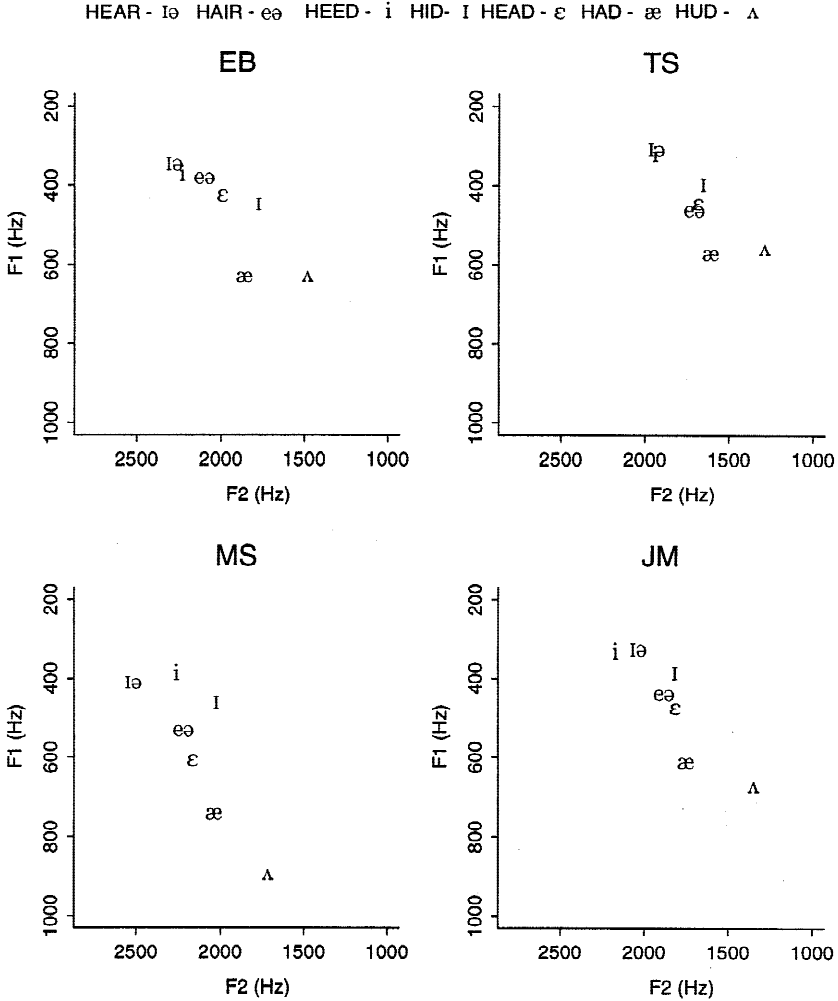 HEAR - ɪə HAIR - eə HEED - i HID- ɪ HEAD - ɛ HAD - æ HUD - ʌ
EB
200
400
600
800
1000
F1 (Hz)
ɪə
i
eə
ɛ
ɪ
æ
ʌ
2500 2000 1500 1000
F2 (Hz)
TS
200
400
600
800
1000
F1 (Hz)
ɪə
i
ɪ
ɛ
eə
æ
ʌ
2500 2000 1500 1000
F2 (Hz)
MS
200
400
600
800
1000
F1 (Hz)
i
ɪə
ɪ
eə
ɛ
æ
ʌ
2500 2000 1500 1000
F2 (Hz)
JM
200
400
600
800
1000
F1 (Hz)
i ɪə
ɪ
eə
ɛ
æ
ʌ
2500 2000 1500 1000
F2 (Hz)